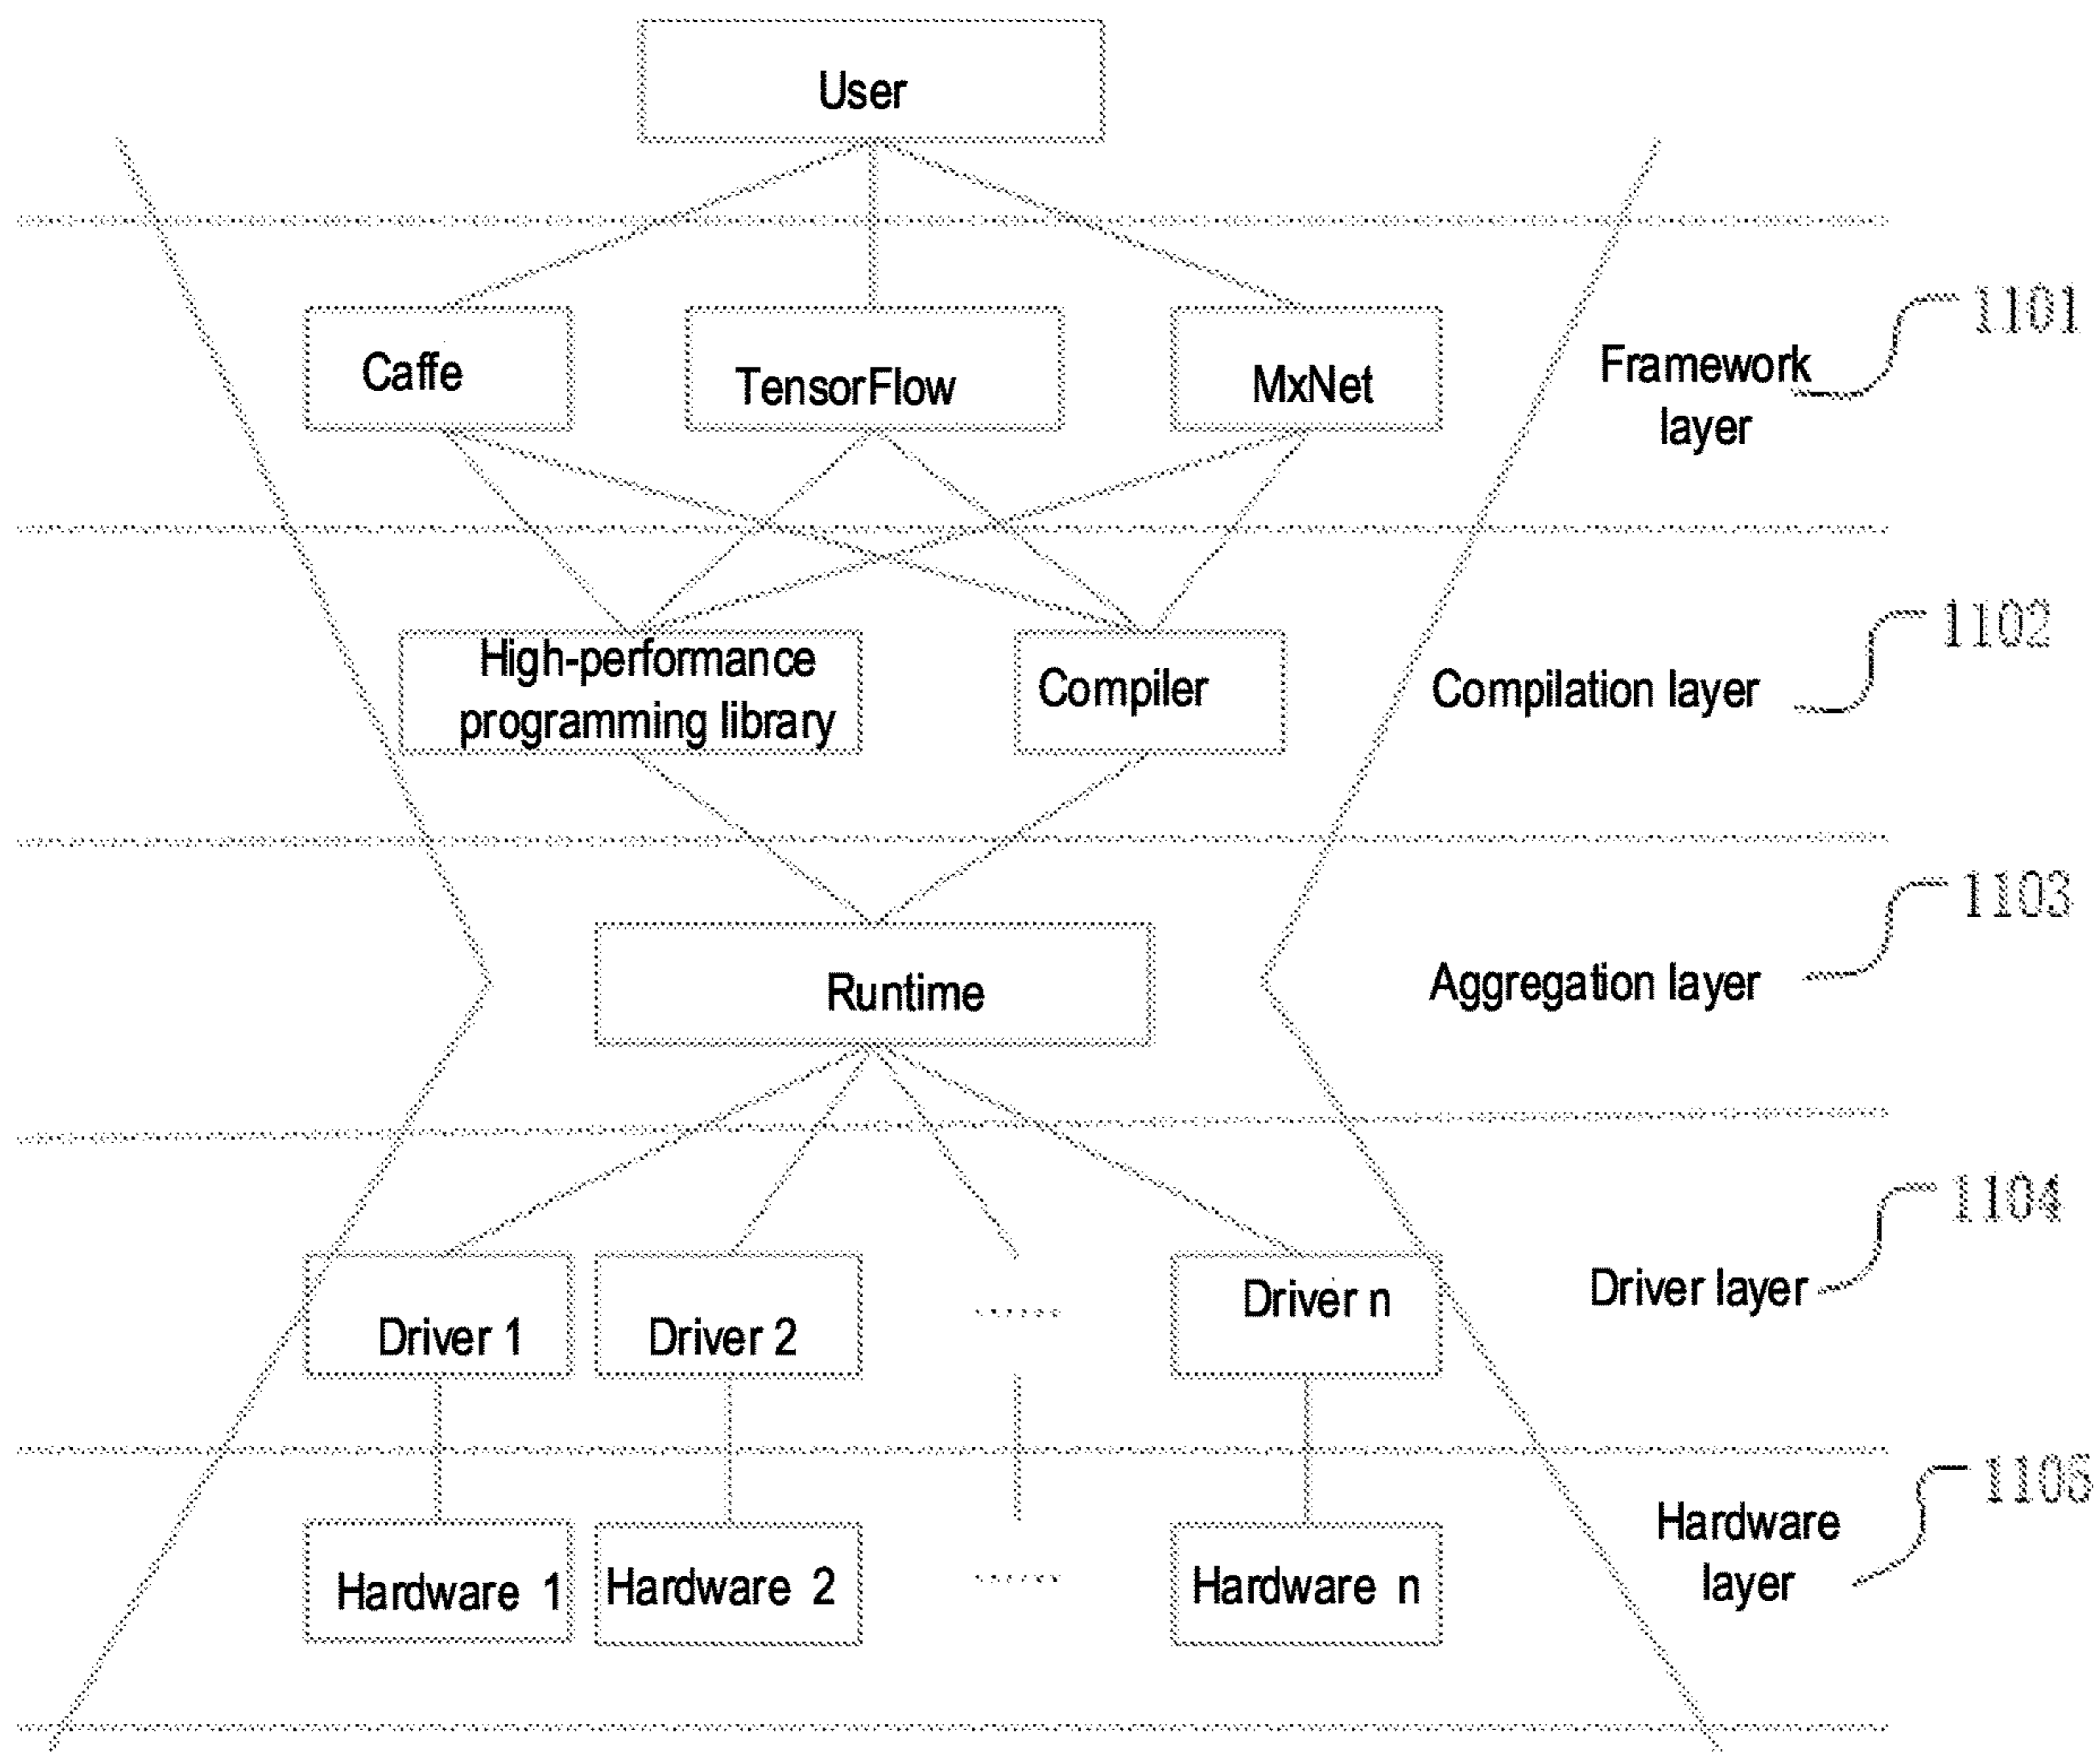 User
1101
Caffe
TensorFlow
MxNet
Framework
layer
1102
High-performance
programming library
Compiler
Compilation layer
1103
Runtime
Aggregation layer
1104
Driver 1
Driver 2
......
Driver n
Driver layer
1105
Hardware 1
Hardware 2
......
Hardware n
Hardware
layer